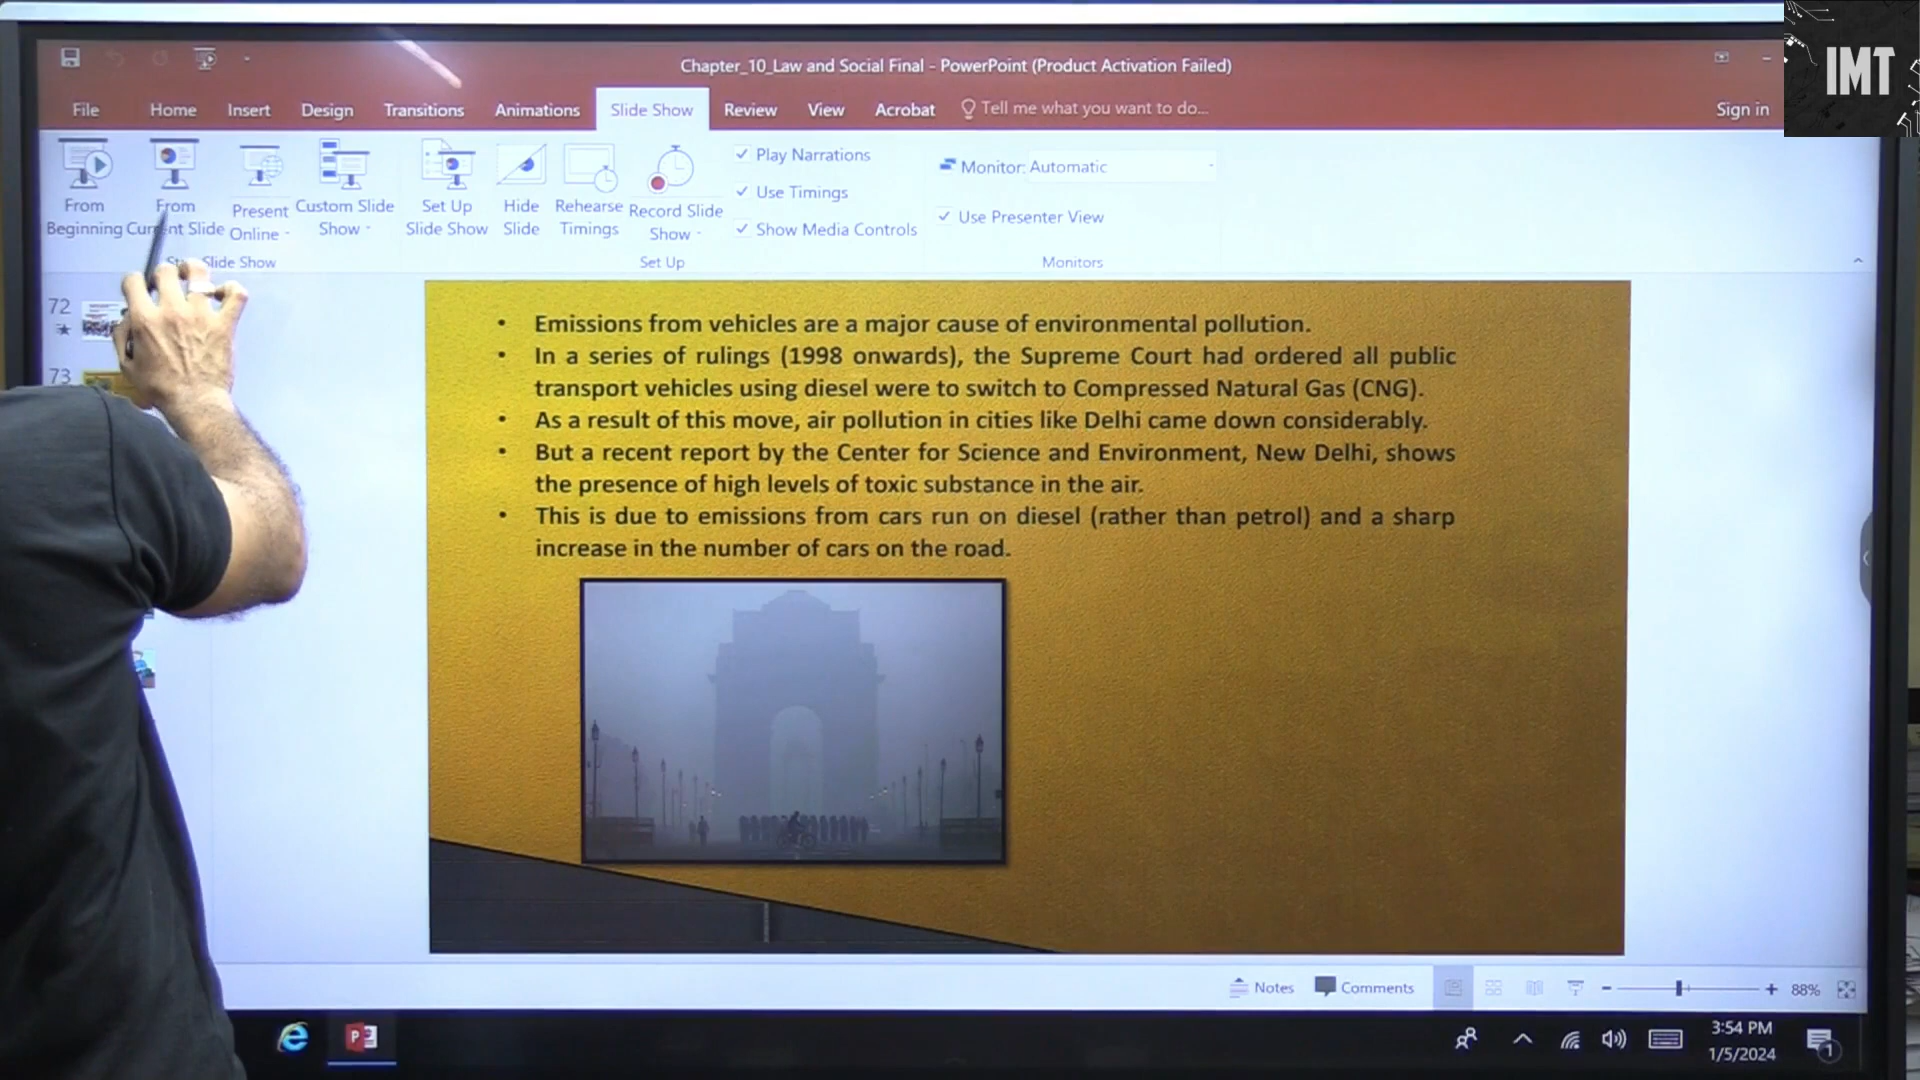 Chapter_10_Law and Social Final - PowerPoint (Product Activation Failed)
IMT
File Home Insert Design Transitions Animations Slide Show Review View Acrobat Tell me what you want to do... Sign in
From Beginning
From Current Slide
Present Online
Custom Slide Show
Set Up Slide Show
Hide Slide
Rehearse Timings
Record Slide Show
Play Narrations
Use Timings
Show Media Controls
Monitor: Automatic
Use Presenter View
Slide Show
Set Up
Monitors
72
73
• Emissions from vehicles are a major cause of environmental pollution.
• In a series of rulings (1998 onwards), the Supreme Court had ordered all public
transport vehicles using diesel were to switch to Compressed Natural Gas (CNG).
• As a result of this move, air pollution in cities like Delhi came down considerably.
• But a recent report by the Center for Science and Environment, New Delhi, shows
the presence of high levels of toxic substance in the air.
• This is due to emissions from cars run on diesel (rather than petrol) and a sharp
increase in the number of cars on the road.
Notes Comments 88%
3:54 PM
1/5/2024
1